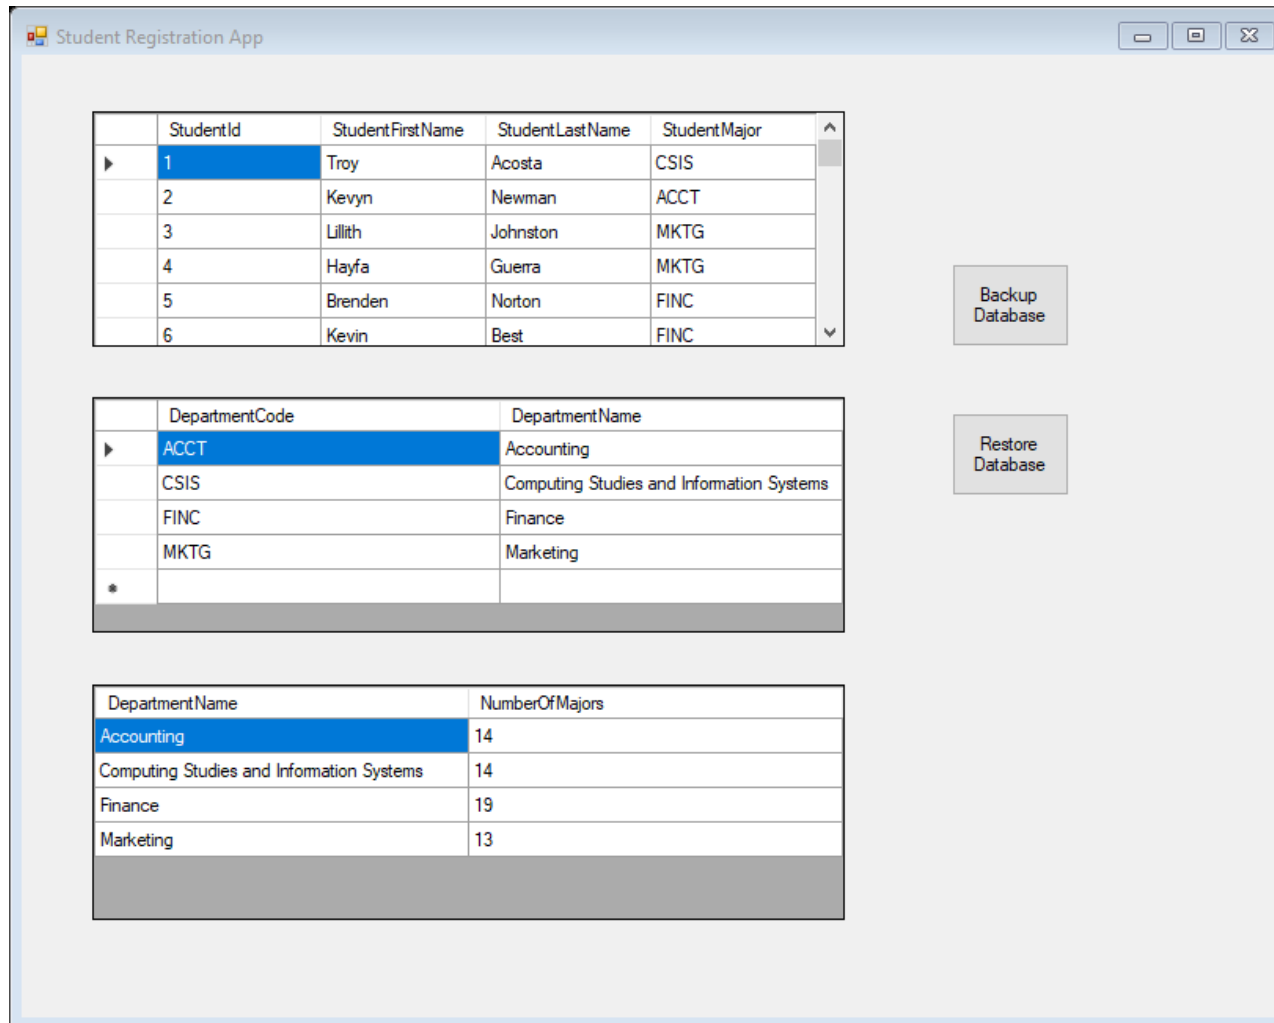 Student Registration App
StudentId StudentFirstName StudentLastName StudentMajor
1 Troy Acosta CSIS
2 Kevyn Newman ACCT
3 Lillith Johnston MKTG
4 Hayfa Guerra MKTG
5 Brenden Norton FINC
6 Kevin Best FINC
Backup
Database
DepartmentCode DepartmentName
ACCT Accounting
CSIS Computing Studies and Information Systems
FINC Finance
MKTG Marketing
Restore
Database
DepartmentName NumberOfMajors
Accounting 14
Computing Studies and Information Systems 14
Finance 19
Marketing 13